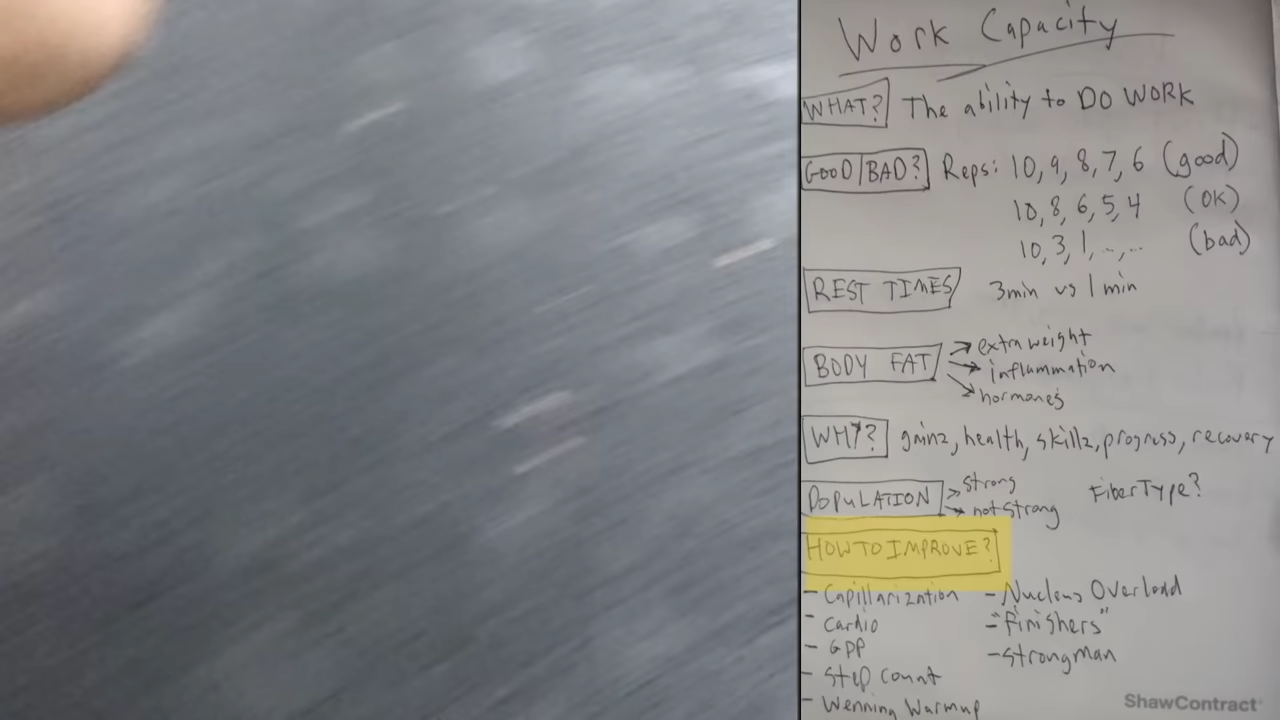 Work Capacity
WHAT? The ability to DO WORK
GOOD/BAD? Reps: 10, 9, 8, 7, 6 (good)
10, 8, 6, 5, 4 (OK)
10, 3, 1, .., .. (bad)
REST TIMES 3min vs 1 min
BODY FAT → extra weight
→ inflammation
→ hormones
WHY? gainz, health, skillz, progress, recovery
POPULATION → strong FiberType?
→ not strong
HOW TO IMPROVE?
- Capillarization - Nucleus Overload
- Cardio - "Finishers"
- GPP - Strongman
- Step Count
- Wenning Warmup
ShawContract